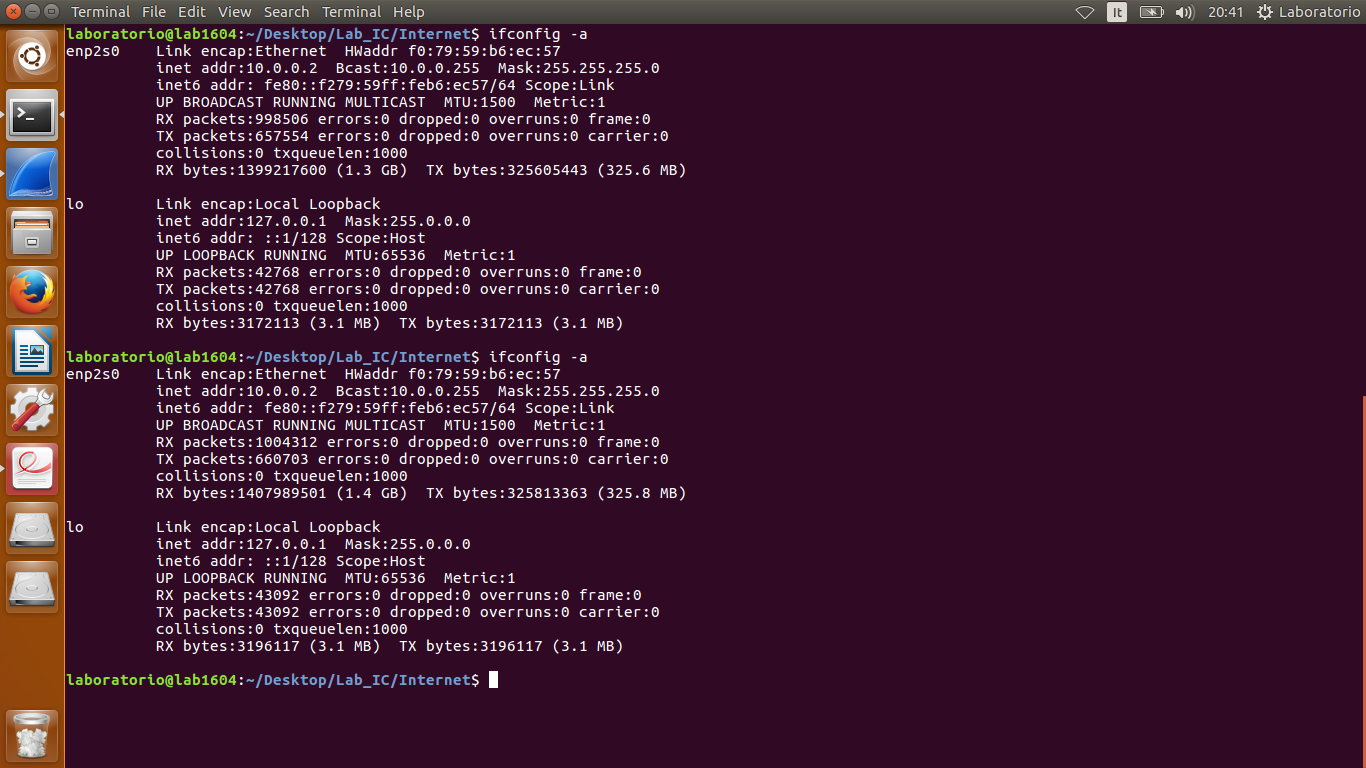 Terminal File Edit View Search Terminal Help It 20:41 Laboratorio
laboratorio@lab1604:~/Desktop/Lab_IC/Internet$ ifconfig -a
enp2s0    Link encap:Ethernet  HWaddr f0:79:59:b6:ec:57
          inet addr:10.0.0.2  Bcast:10.0.0.255  Mask:255.255.255.0
          inet6 addr: fe80::f279:59ff:feb6:ec57/64 Scope:Link
          UP BROADCAST RUNNING MULTICAST  MTU:1500  Metric:1
          RX packets:998506 errors:0 dropped:0 overruns:0 frame:0
          TX packets:657554 errors:0 dropped:0 overruns:0 carrier:0
          collisions:0 txqueuelen:1000
          RX bytes:1399217600 (1.3 GB)  TX bytes:325605443 (325.6 MB)

lo        Link encap:Local Loopback
          inet addr:127.0.0.1  Mask:255.0.0.0
          inet6 addr: ::1/128 Scope:Host
          UP LOOPBACK RUNNING  MTU:65536  Metric:1
          RX packets:42768 errors:0 dropped:0 overruns:0 frame:0
          TX packets:42768 errors:0 dropped:0 overruns:0 carrier:0
          collisions:0 txqueuelen:1000
          RX bytes:3172113 (3.1 MB)  TX bytes:3172113 (3.1 MB)

laboratorio@lab1604:~/Desktop/Lab_IC/Internet$ ifconfig -a
enp2s0    Link encap:Ethernet  HWaddr f0:79:59:b6:ec:57
          inet addr:10.0.0.2  Bcast:10.0.0.255  Mask:255.255.255.0
          inet6 addr: fe80::f279:59ff:feb6:ec57/64 Scope:Link
          UP BROADCAST RUNNING MULTICAST  MTU:1500  Metric:1
          RX packets:1004312 errors:0 dropped:0 overruns:0 frame:0
          TX packets:660703 errors:0 dropped:0 overruns:0 carrier:0
          collisions:0 txqueuelen:1000
          RX bytes:1407989501 (1.4 GB)  TX bytes:325813363 (325.8 MB)

lo        Link encap:Local Loopback
          inet addr:127.0.0.1  Mask:255.0.0.0
          inet6 addr: ::1/128 Scope:Host
          UP LOOPBACK RUNNING  MTU:65536  Metric:1
          RX packets:43092 errors:0 dropped:0 overruns:0 frame:0
          TX packets:43092 errors:0 dropped:0 overruns:0 carrier:0
          collisions:0 txqueuelen:1000
          RX bytes:3196117 (3.1 MB)  TX bytes:3196117 (3.1 MB)

laboratorio@lab1604:~/Desktop/Lab_IC/Internet$